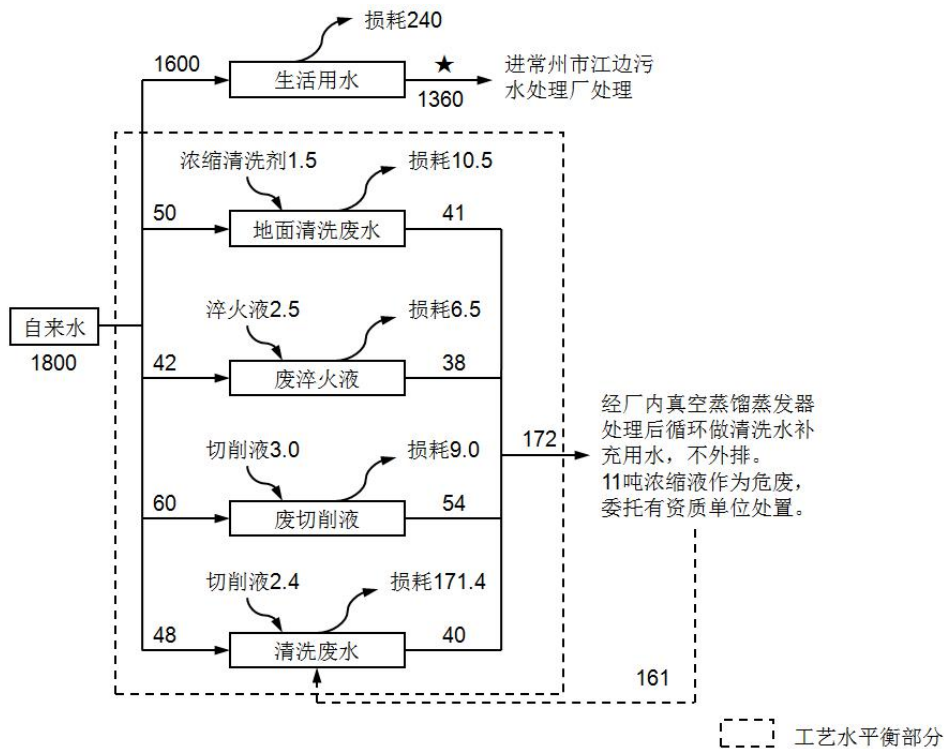 损耗240
1600
生活用水
★
1360
进常州市江边污
水处理厂处理
浓缩清洗剂1.5
损耗10.5
50
地面清洗废水
41
淬火液2.5
损耗6.5
自来水
1800
42
废淬火液
38
切削液3.0
损耗9.0
60
废切削液
54
172
经厂内真空蒸馏蒸发器
处理后循环做清洗水补
充用水，不外排。
11吨浓缩液作为危废，
委托有资质单位处置。
切削液2.4
损耗171.4
48
清洗废水
40
161
工艺水平衡部分